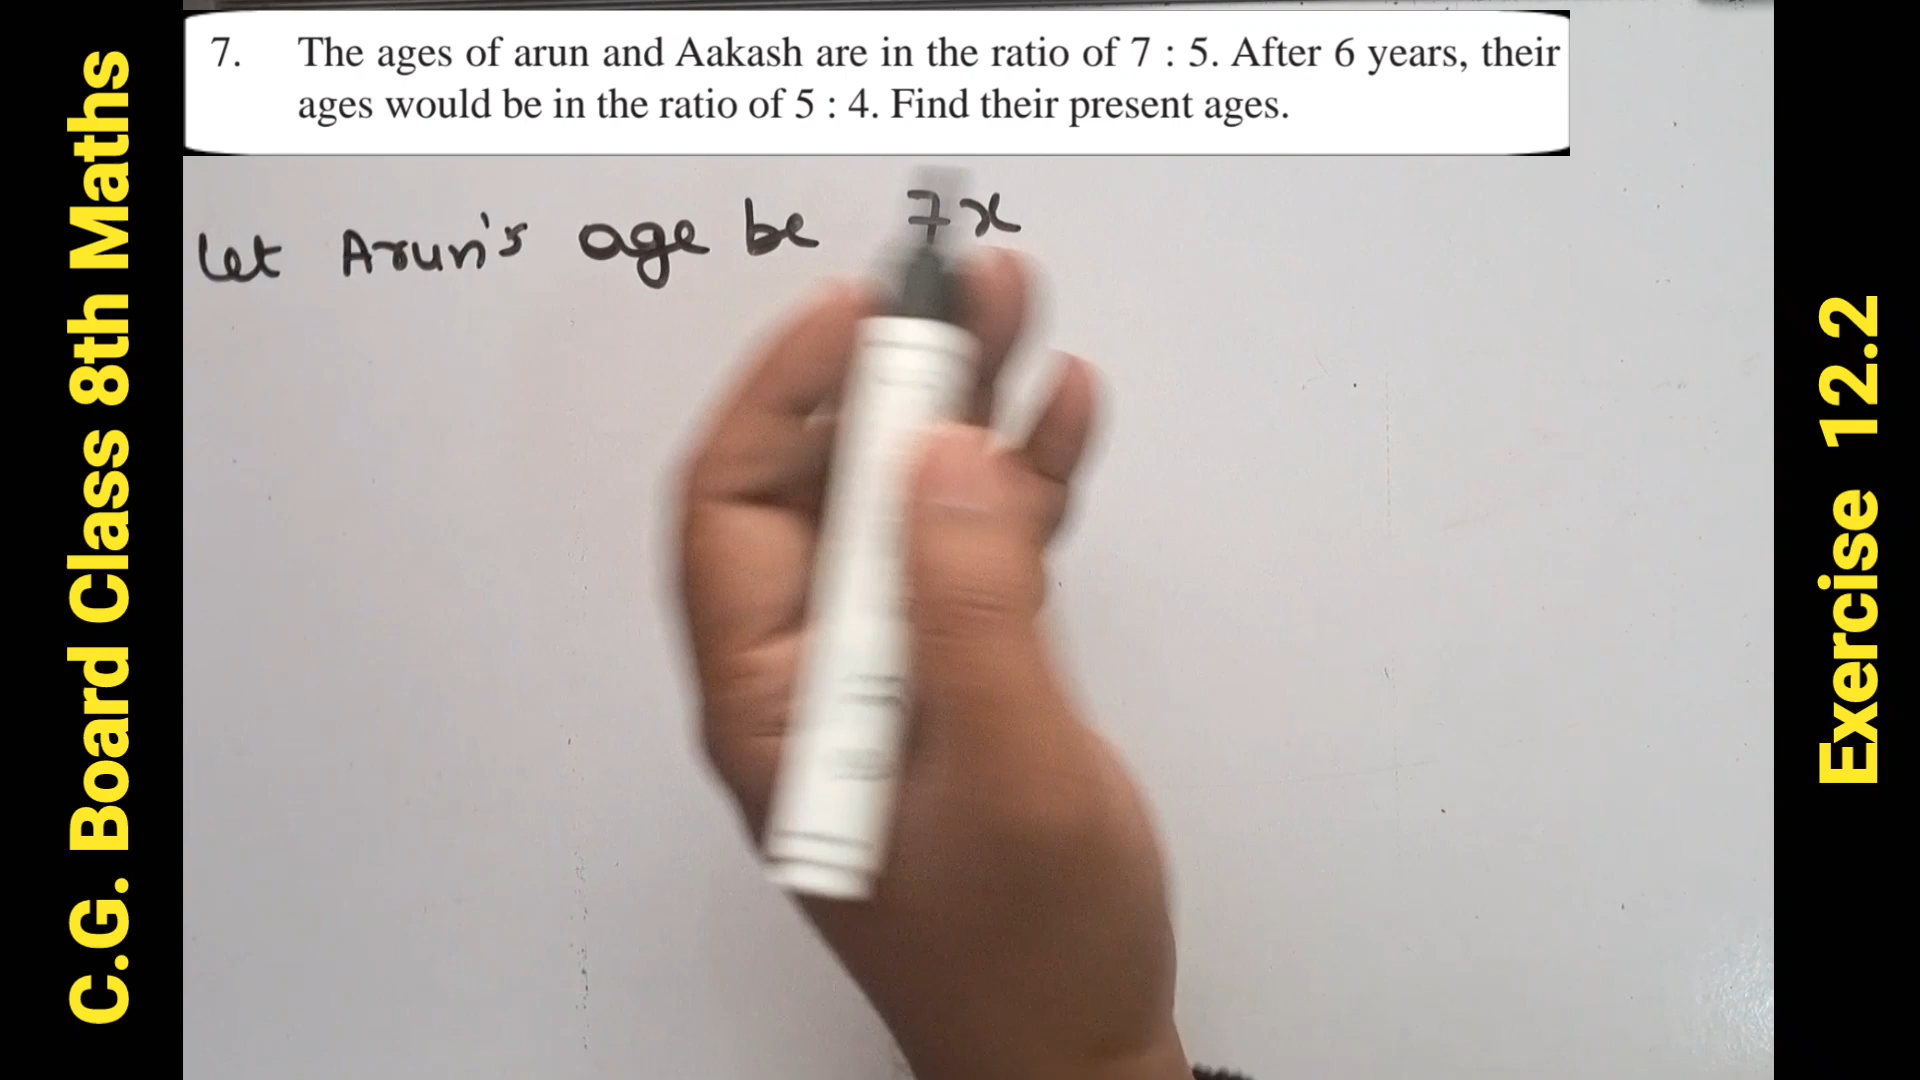 C.G. Board Class 8th Maths
7. The ages of arun and Aakash are in the ratio of 7 : 5. After 6 years, their
ages would be in the ratio of 5 : 4. Find their present ages.
Let Arun's age be 7x
Exercise 12.2